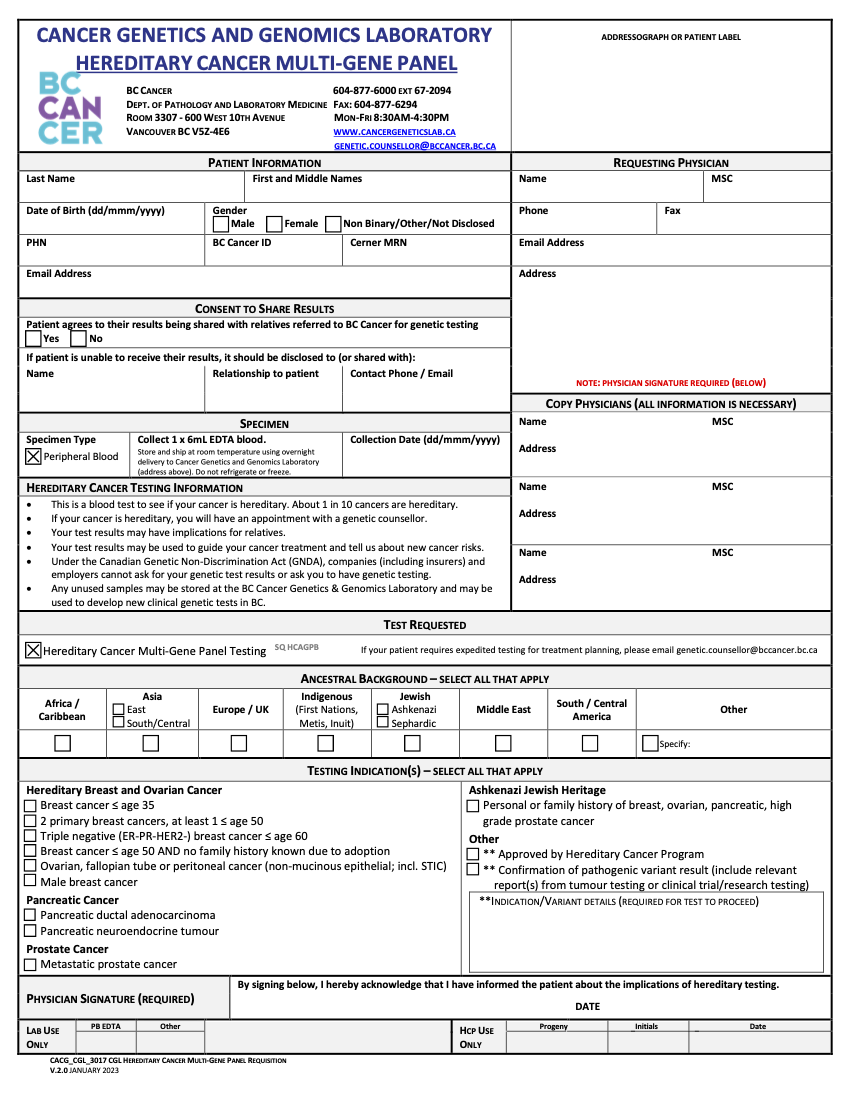 CANCER GENETICS AND GENOMICS LABORATORY
HEREDITARY CANCER MULTI-GENE PANEL
ADDRESSOGRAPH OR PATIENT LABEL
BC
CAN
CER
BC CANCER
DEPT. OF PATHOLOGY AND LABORATORY MEDICINE
ROOM 3307 - 600 WEST 10TH AVENUE
VANCOUVER BC V5Z-4E6
604-877-6000 EXT 67-2094
FAX: 604-877-6294
MON-FRI 8:30AM-4:30PM
WWW.CANCERGENETICSLAB.CA
GENETIC.COUNSELLOR@BCCANCER.BC.CA
PATIENT INFORMATION
Last Name
First and Middle Names
Date of Birth (dd/mmm/yyyy)
Gender
Male Female Non Binary/Other/Not Disclosed
PHN
BC Cancer ID
Cerner MRN
Email Address
REQUESTING PHYSICIAN
Name
MSC
Phone
Fax
Email Address
Address
NOTE: PHYSICIAN SIGNATURE REQUIRED (BELOW)
CONSENT TO SHARE RESULTS
Patient agrees to their results being shared with relatives referred to BC Cancer for genetic testing
Yes No
If patient is unable to receive their results, it should be disclosed to (or shared with):
Name
Relationship to patient
Contact Phone / Email
COPY PHYSICIANS (ALL INFORMATION IS NECESSARY)
Name MSC
Address
Name MSC
Address
Name MSC
Address
SPECIMEN
Specimen Type
Peripheral Blood
Collect 1 x 6mL EDTA blood.
Store and ship at room temperature using overnight
delivery to Cancer Genetics and Genomics Laboratory
(address above). Do not refrigerate or freeze.
Collection Date (dd/mmm/yyyy)
HEREDITARY CANCER TESTING INFORMATION
• This is a blood test to see if your cancer is hereditary. About 1 in 10 cancers are hereditary.
• If your cancer is hereditary, you will have an appointment with a genetic counsellor.
• Your test results may have implications for relatives.
• Your test results may be used to guide your cancer treatment and tell us about new cancer risks.
• Under the Canadian Genetic Non-Discrimination Act (GNDA), companies (including insurers) and
employers cannot ask for your genetic test results or ask you to have genetic testing.
• Any unused samples may be stored at the BC Cancer Genetics & Genomics Laboratory and may be
used to develop new clinical genetic tests in BC.
TEST REQUESTED
Hereditary Cancer Multi-Gene Panel Testing SQ HCAGPB If your patient requires expedited testing for treatment planning, please email genetic.counsellor@bccancer.bc.ca
ANCESTRAL BACKGROUND – SELECT ALL THAT APPLY
Africa /
Caribbean
Asia
East
South/Central
Europe / UK
Indigenous
(First Nations,
Metis, Inuit)
Jewish
Ashkenazi
Sephardic
Middle East
South / Central
America
Other
Specify:
TESTING INDICATION(S) – SELECT ALL THAT APPLY
Hereditary Breast and Ovarian Cancer
Breast cancer ≤ age 35
2 primary breast cancers, at least 1 ≤ age 50
Triple negative (ER-PR-HER2-) breast cancer ≤ age 60
Breast cancer ≤ age 50 AND no family history known due to adoption
Ovarian, fallopian tube or peritoneal cancer (non-mucinous epithelial; incl. STIC)
Male breast cancer
Pancreatic Cancer
Pancreatic ductal adenocarcinoma
Pancreatic neuroendocrine tumour
Prostate Cancer
Metastatic prostate cancer
Ashkenazi Jewish Heritage
Personal or family history of breast, ovarian, pancreatic, high
grade prostate cancer
Other
** Approved by Hereditary Cancer Program
** Confirmation of pathogenic variant result (include relevant
report(s) from tumour testing or clinical trial/research testing)
**INDICATION/VARIANT DETAILS (REQUIRED FOR TEST TO PROCEED)
PHYSICIAN SIGNATURE (REQUIRED)
By signing below, I hereby acknowledge that I have informed the patient about the implications of hereditary testing.
DATE
LAB USE
ONLY
PB EDTA
Other
HCP USE
ONLY
Progeny
Initials
Date
CACG_CGL_3017 CGL HEREDITARY CANCER MULTI-GENE PANEL REQUISITION
V.2.0 JANUARY 2023